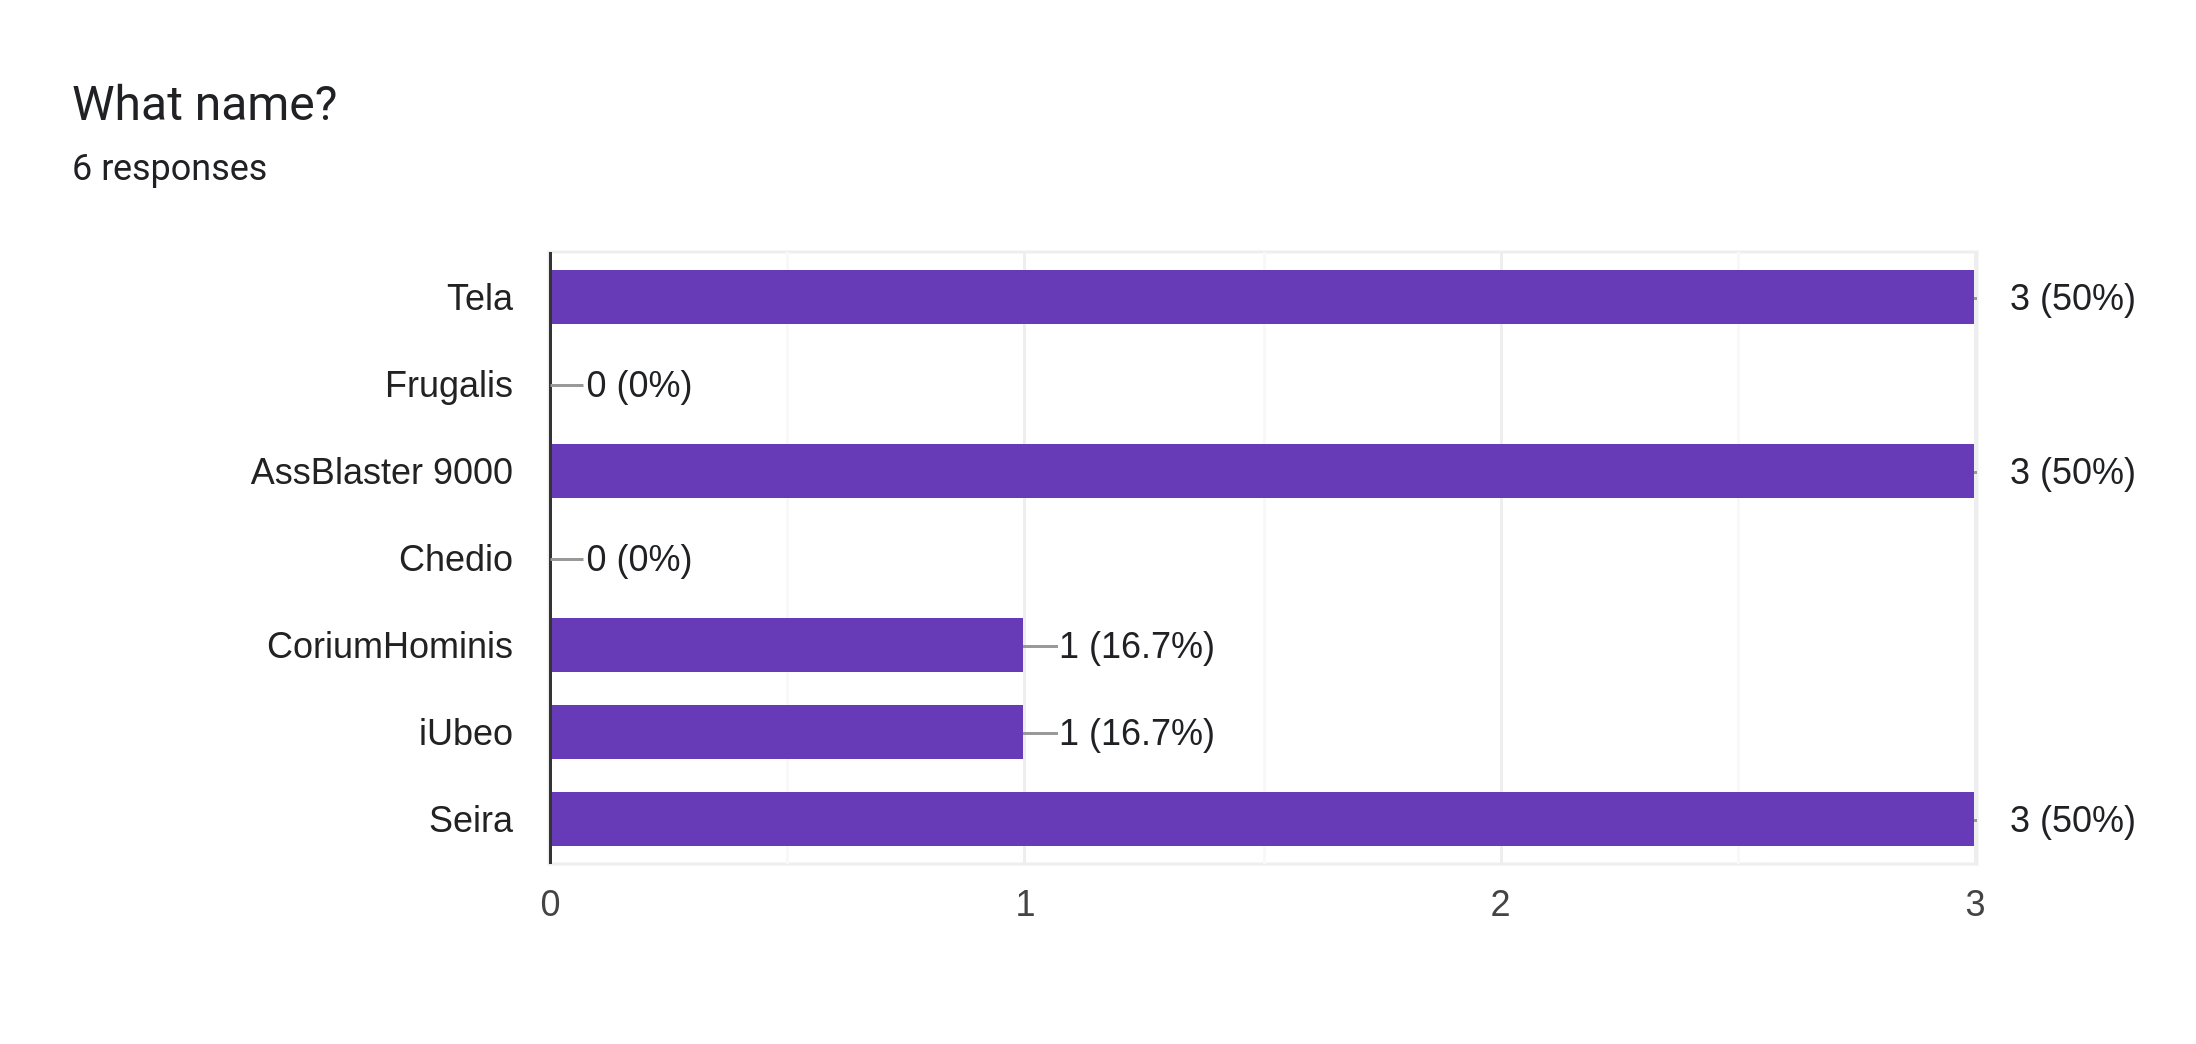 What name?
6 responses
Tela 3 (50%)
Frugalis 0 (0%)
AssBlaster 9000 3 (50%)
Chedio 0 (0%)
CoriumHominis 1 (16.7%)
iUbeo 1 (16.7%)
Seira 3 (50%)
0 1 2 3